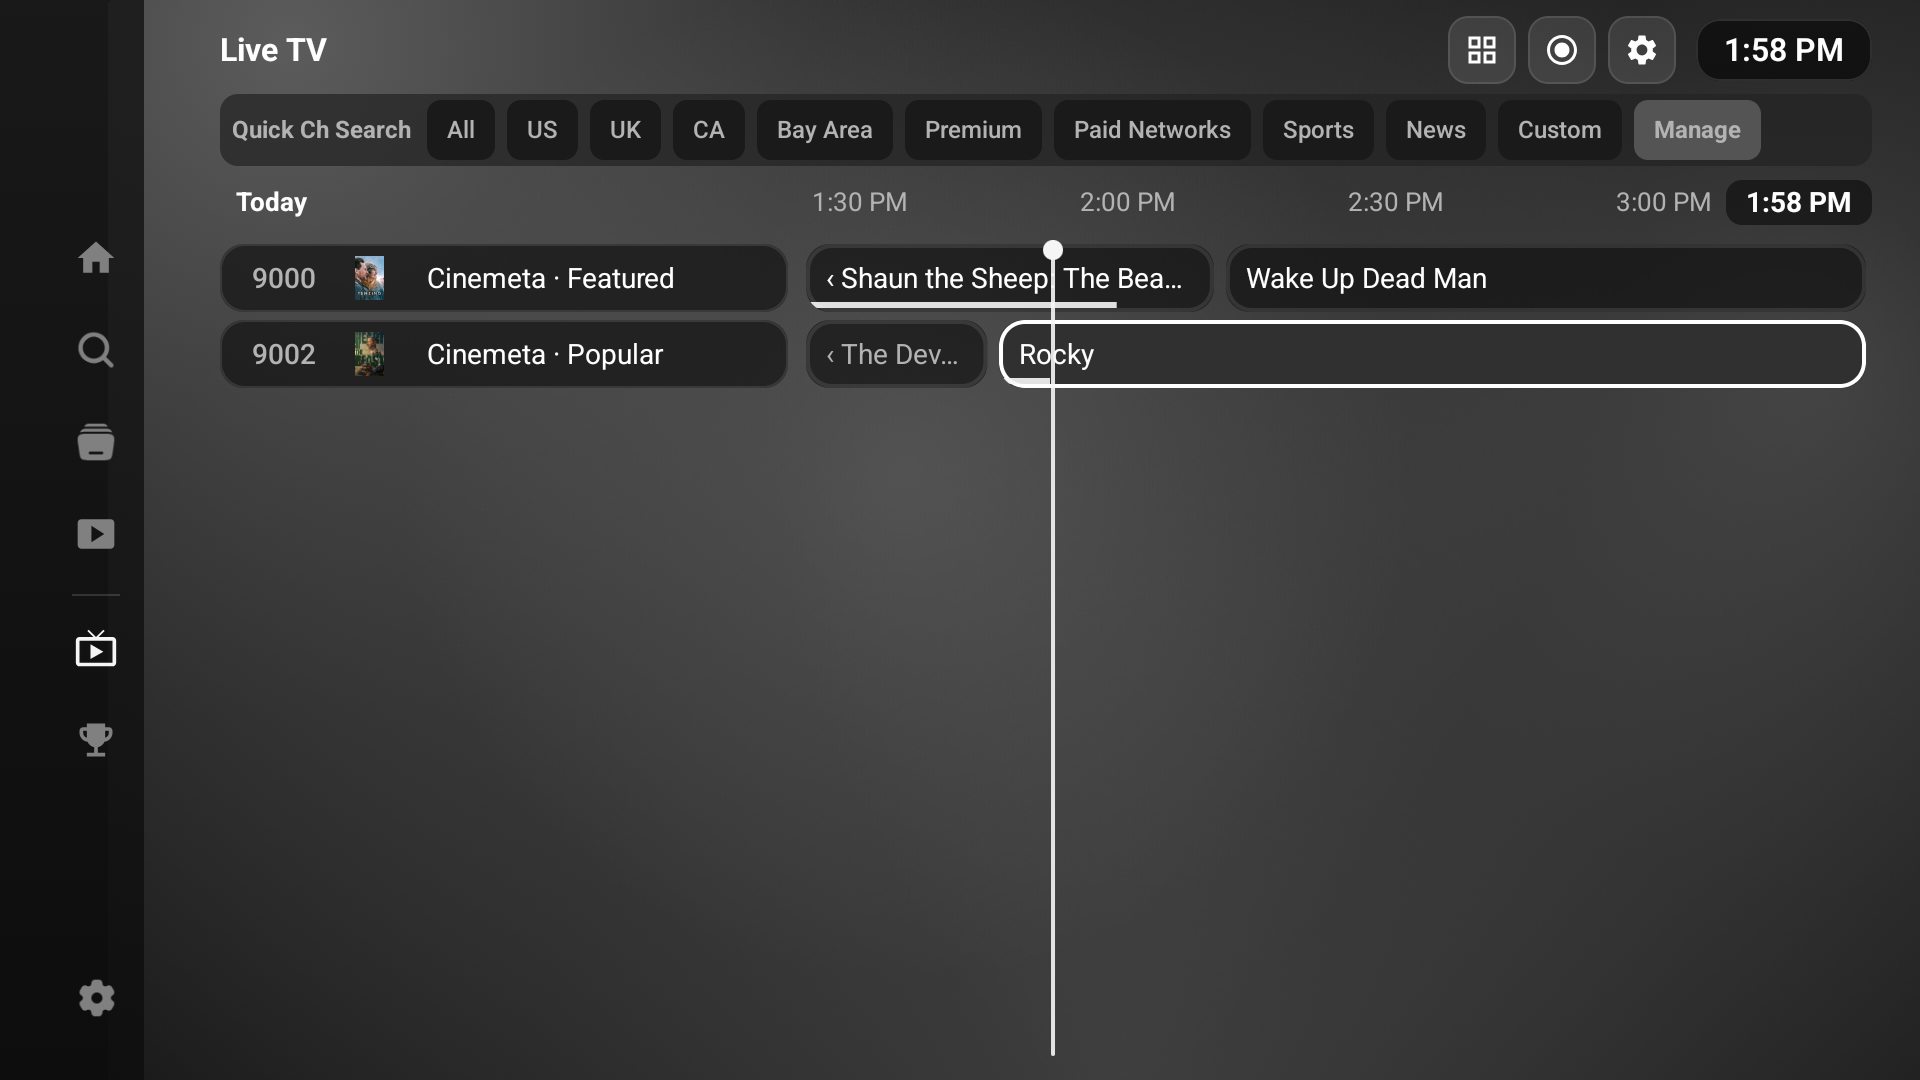 Live TV
1:58 PM
Quick Ch Search All US UK CA Bay Area Premium Paid Networks Sports News Custom Manage
Today 1:30 PM 2:00 PM 2:30 PM 3:00 PM 1:58 PM
9000 Cinemeta · Featured ‹ Shaun the Sheep: The Bea... Wake Up Dead Man
9002 Cinemeta · Popular ‹ The Dev... Rocky